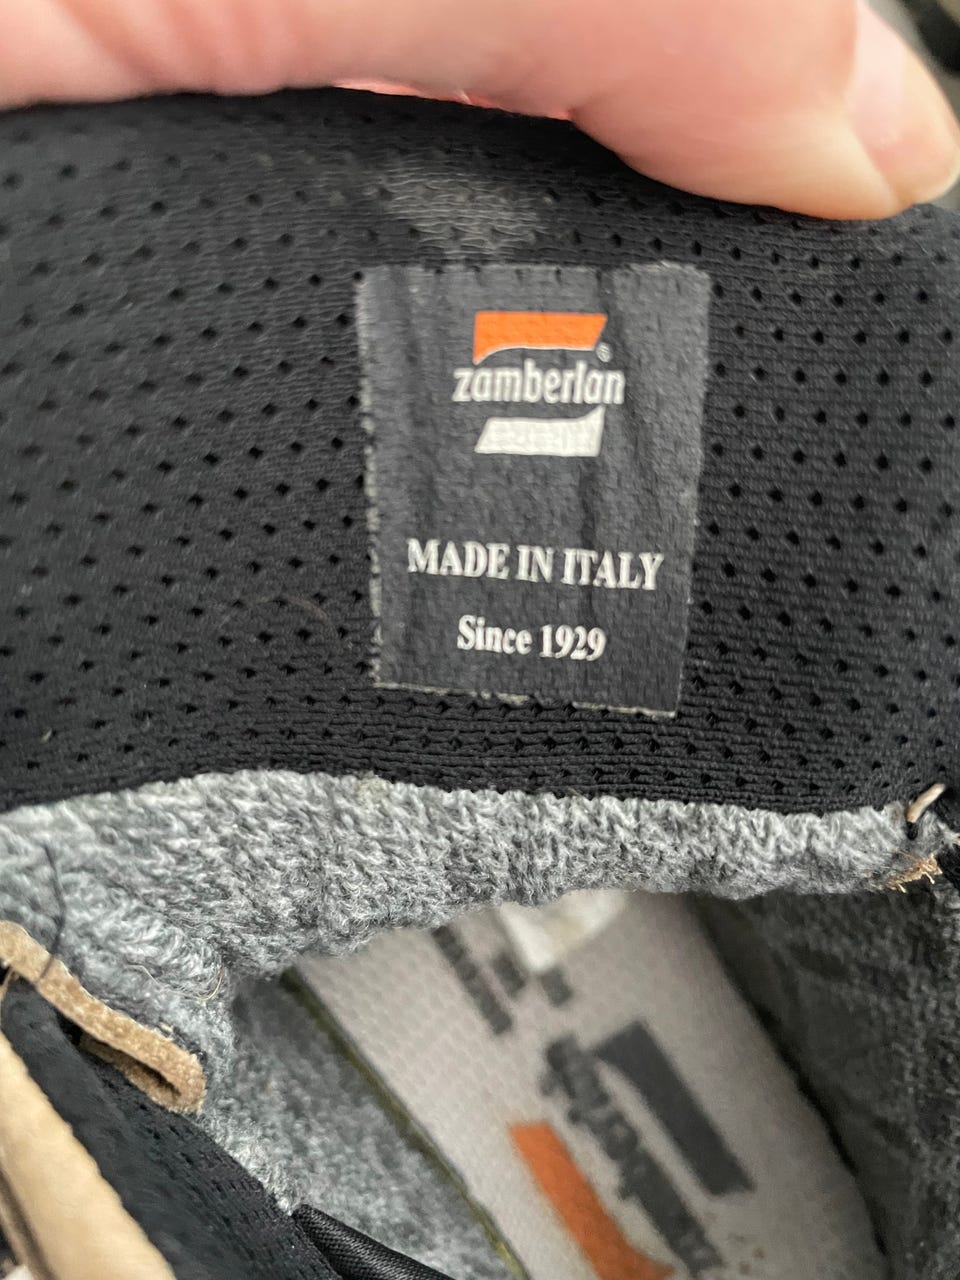 zamberlan®
MADE IN ITALY
Since 1929